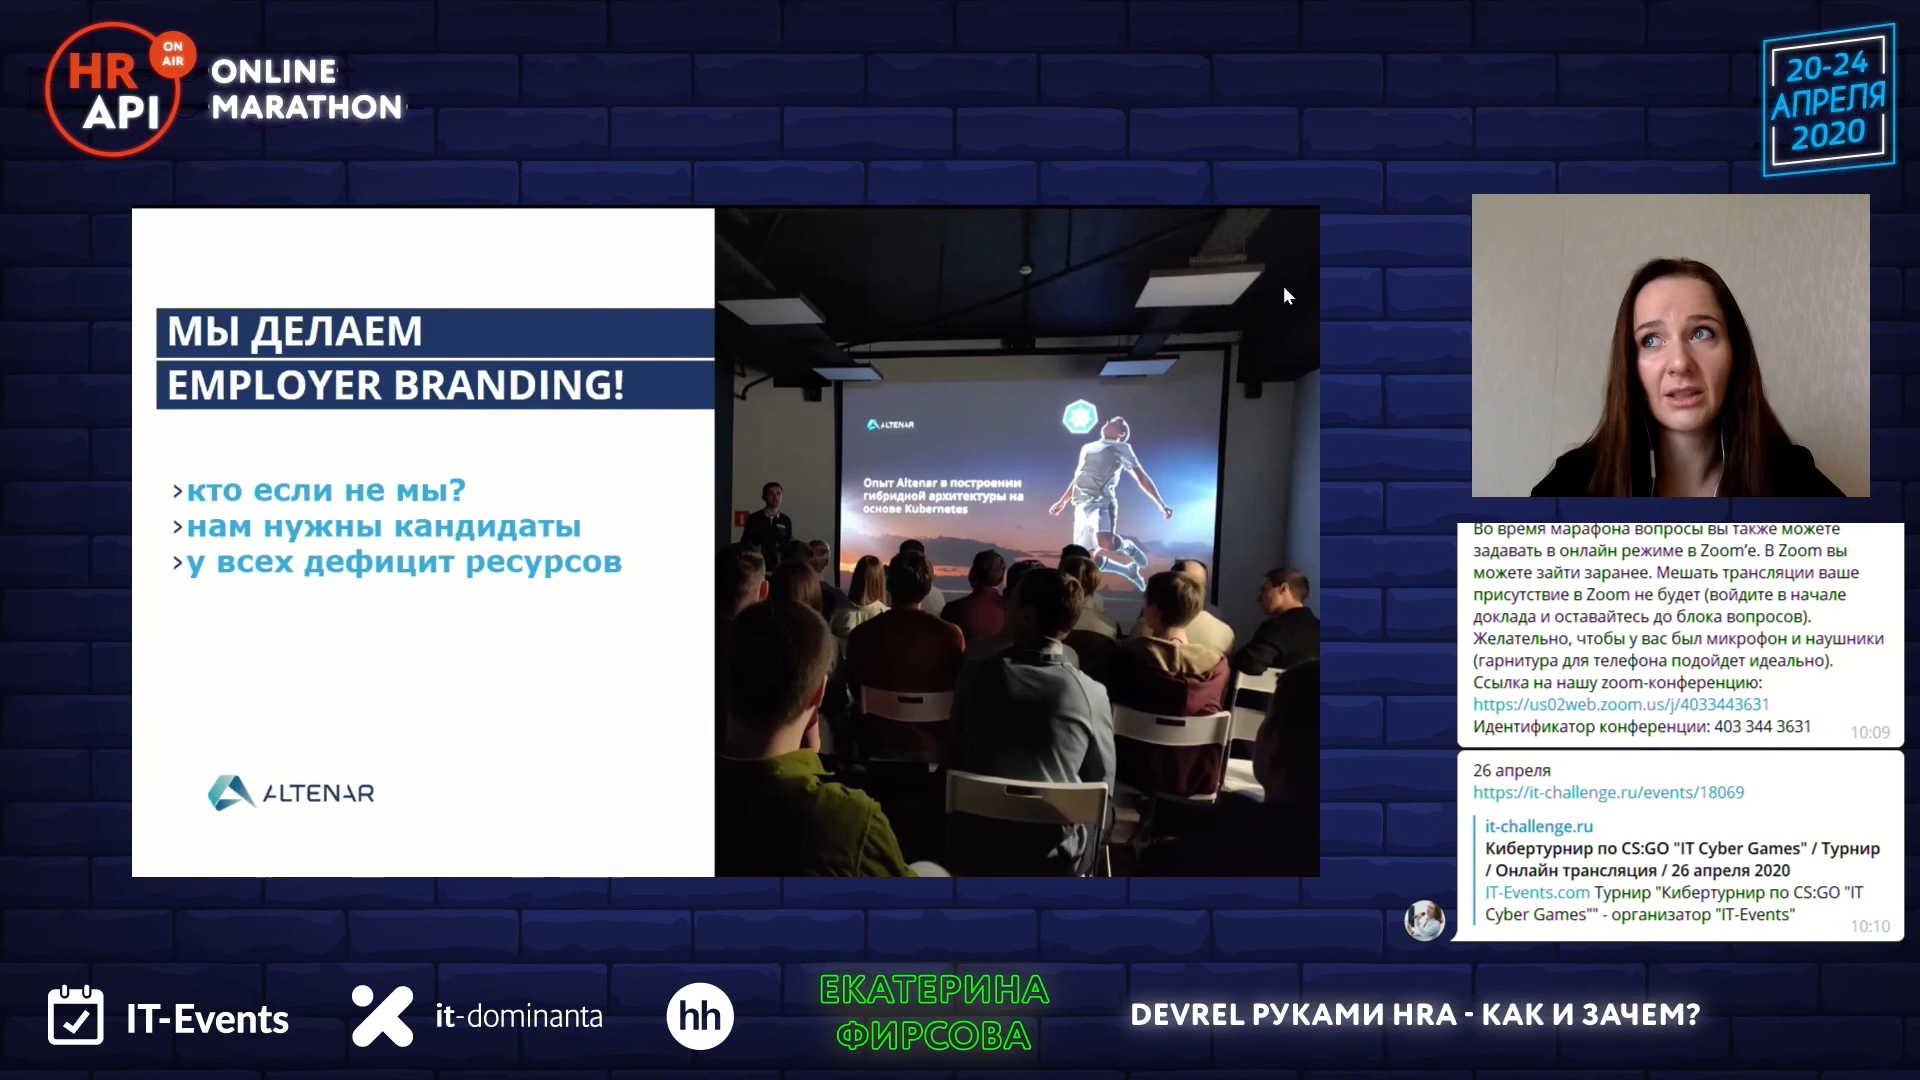 HR API
ON AIR
ONLINE
MARATHON
20-24
АПРЕЛЯ
2020
МЫ ДЕЛАЕМ
EMPLOYER BRANDING!
›кто если не мы?
›нам нужны кандидаты
›у всех дефицит ресурсов
ALTENAR
ALTENAR
Опыт Altenar в построении
гибридной архитектуры на
основе Kubernetes
Во время марафона вопросы вы также можете
задавать в онлайн режиме в Zoom’е. В Zoom вы
можете зайти заранее. Мешать трансляции ваше
присутствие в Zoom не будет (войдите в начале
доклада и оставайтесь до блока вопросов).
Желательно, чтобы у вас был микрофон и наушники
(гарнитура для телефона подойдет идеально).
Ссылка на нашу zoom-конференцию:
https://us02web.zoom.us/j/4033443631
Идентификатор конференции: 403 344 3631
10:09
26 апреля
https://it-challenge.ru/events/18069
it-challenge.ru
Кибертурнир по CS:GO "IT Cyber Games" / Турнир
/ Онлайн трансляция / 26 апреля 2020
IT-Events.com Турнир "Кибертурнир по CS:GO "IT
Cyber Games"" - организатор "IT-Events"
10:10
IT-Events
it-dominanta
hh
ЕКАТЕРИНА
ФИРСОВА
DEVREL РУКАМИ HRA - КАК И ЗАЧЕМ?